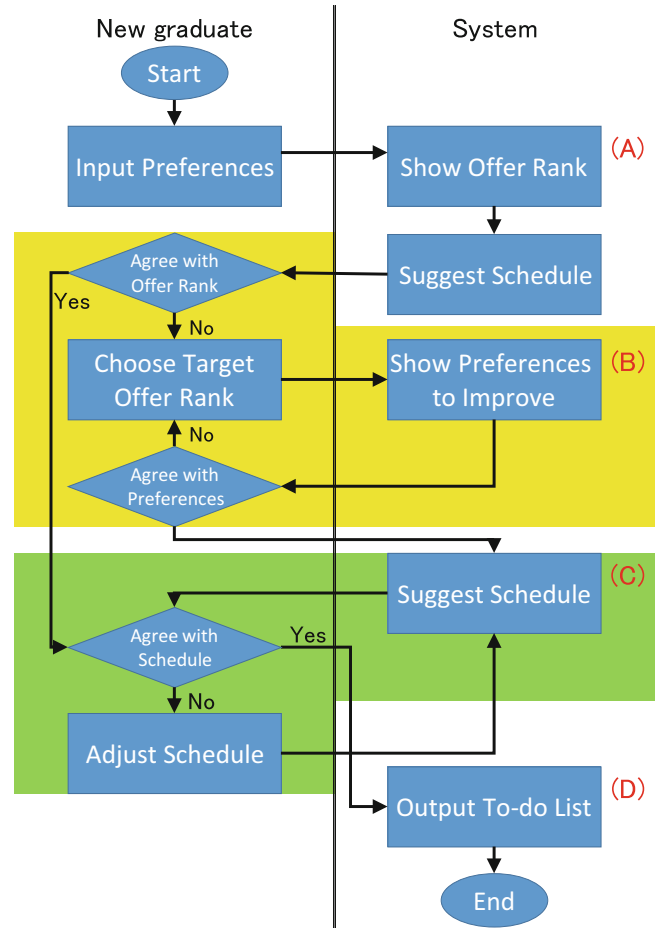 New graduate
System
Start
Input Preferences
Show Offer Rank
(A)
Suggest Schedule
Agree with
Offer Rank
Yes
No
Choose Target
Offer Rank
Show Preferences
to Improve
(B)
No
Agree with
Preferences
Suggest Schedule
(C)
Agree with
Schedule
Yes
No
Adjust Schedule
Output To-do List
(D)
End